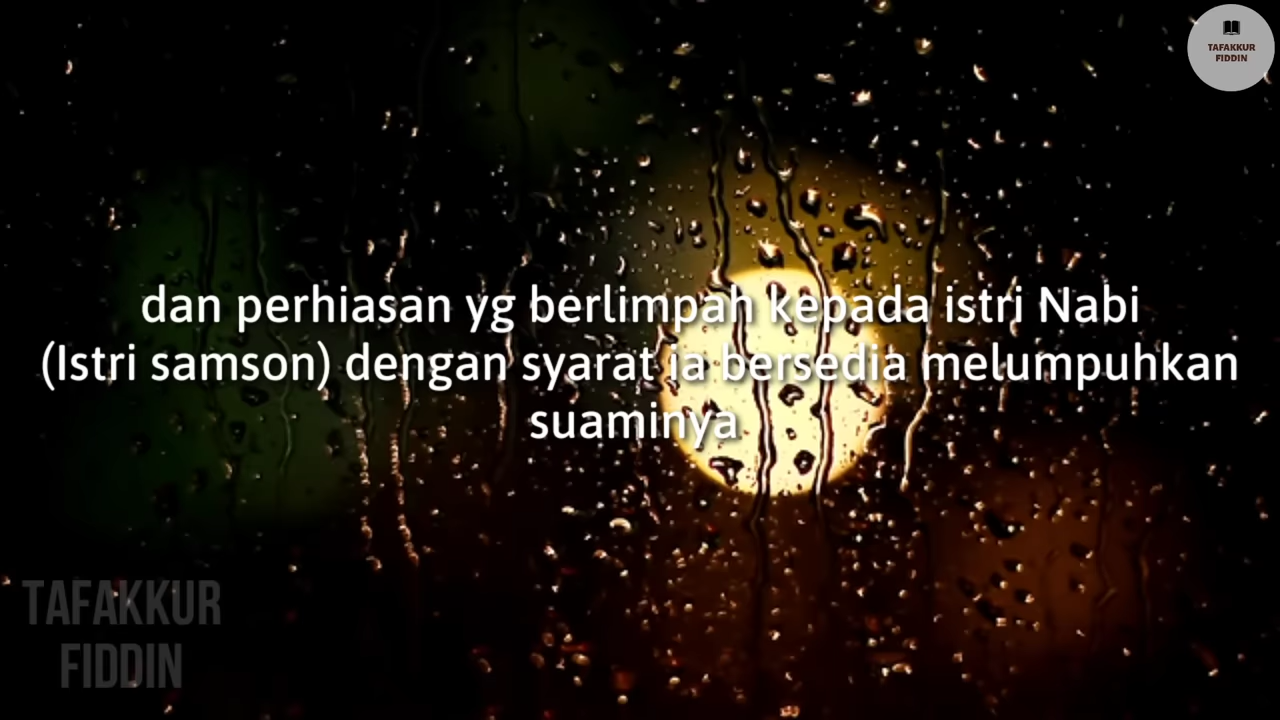 TAFAKKUR
FIDDIN
dan perhiasan yg berlimpah kepada istri Nabi
(Istri samson) dengan syarat ia bersedia melumpuhkan
suaminya
TAFAKKUR
FIDDIN